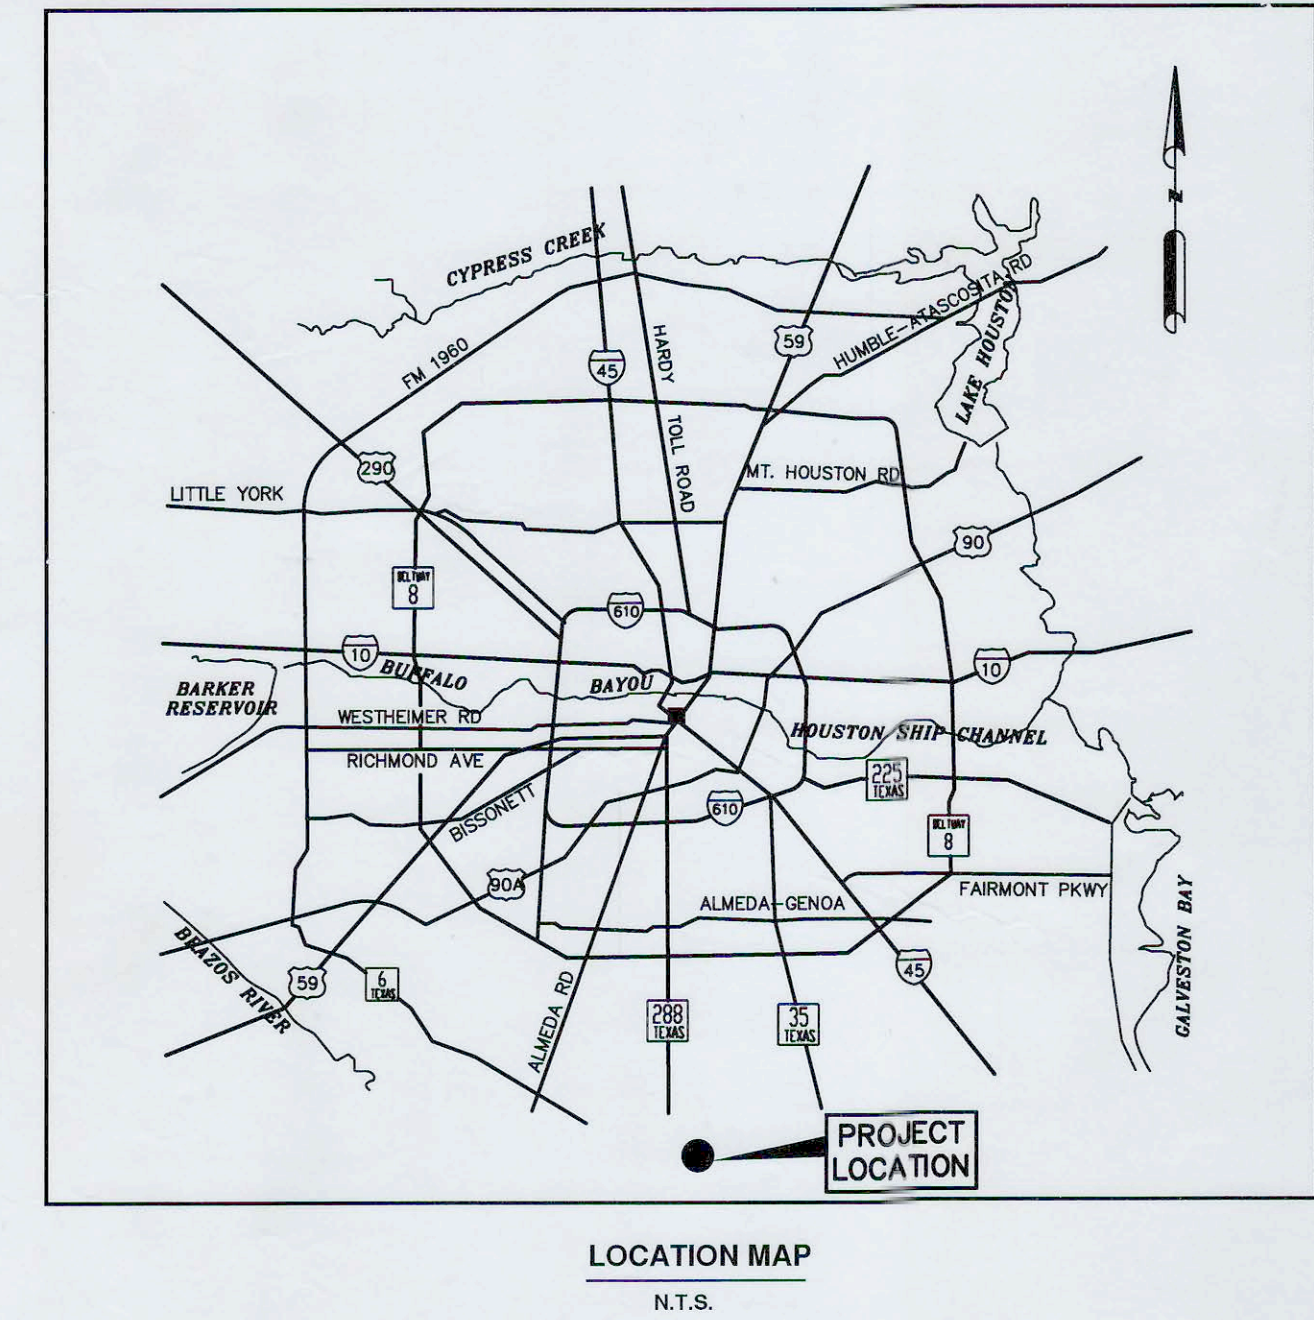 N
CYPRESS CREEK
HUMBLE-ATASCOSITA RD
59
HARDY TOLL ROAD
45
FM 1960
LAKE HOUSTON
290
MT. HOUSTON RD
LITTLE YORK
90
BELTWAY
8
610
10
10
BUFFALO BAYOU
BARKER
RESERVOIR
WESTHEIMER RD
HOUSTON SHIP CHANNEL
RICHMOND AVE
225
TEXAS
610
BISSONETT
BELTWAY
8
90A
FAIRMONT PKWY
ALMEDA-GENOA
GALVESTON BAY
BRAZOS RIVER
59
6
TEXAS
45
ALMEDA RD
288
TEXAS
35
TEXAS
PROJECT
LOCATION
LOCATION MAP
N.T.S.